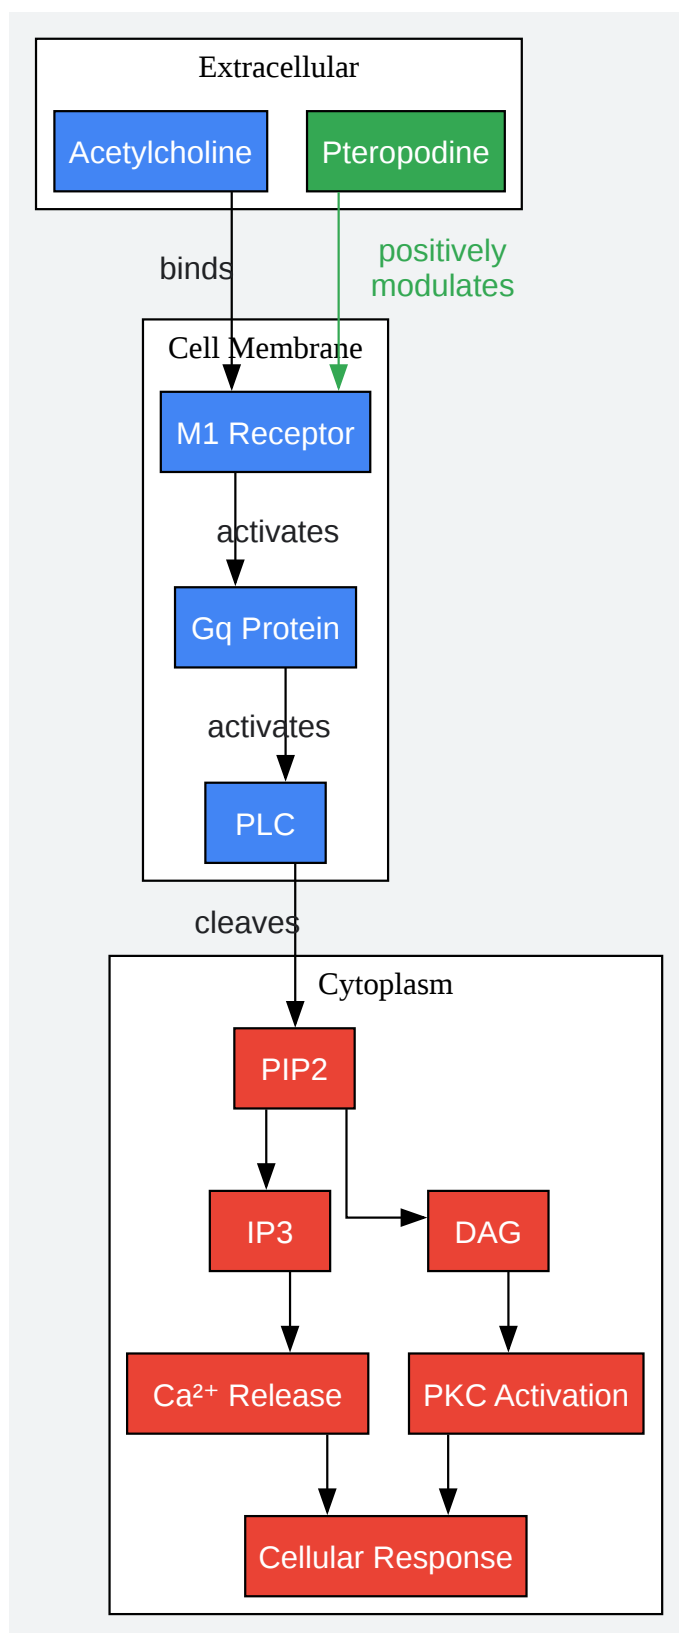 Extracellular
Acetylcholine
Pteropodine
binds
positively
modulates
Cell Membrane
M1 Receptor
activates
Gq Protein
activates
PLC
cleaves
Cytoplasm
PIP2
IP3
DAG
Ca²⁺ Release
PKC Activation
Cellular Response